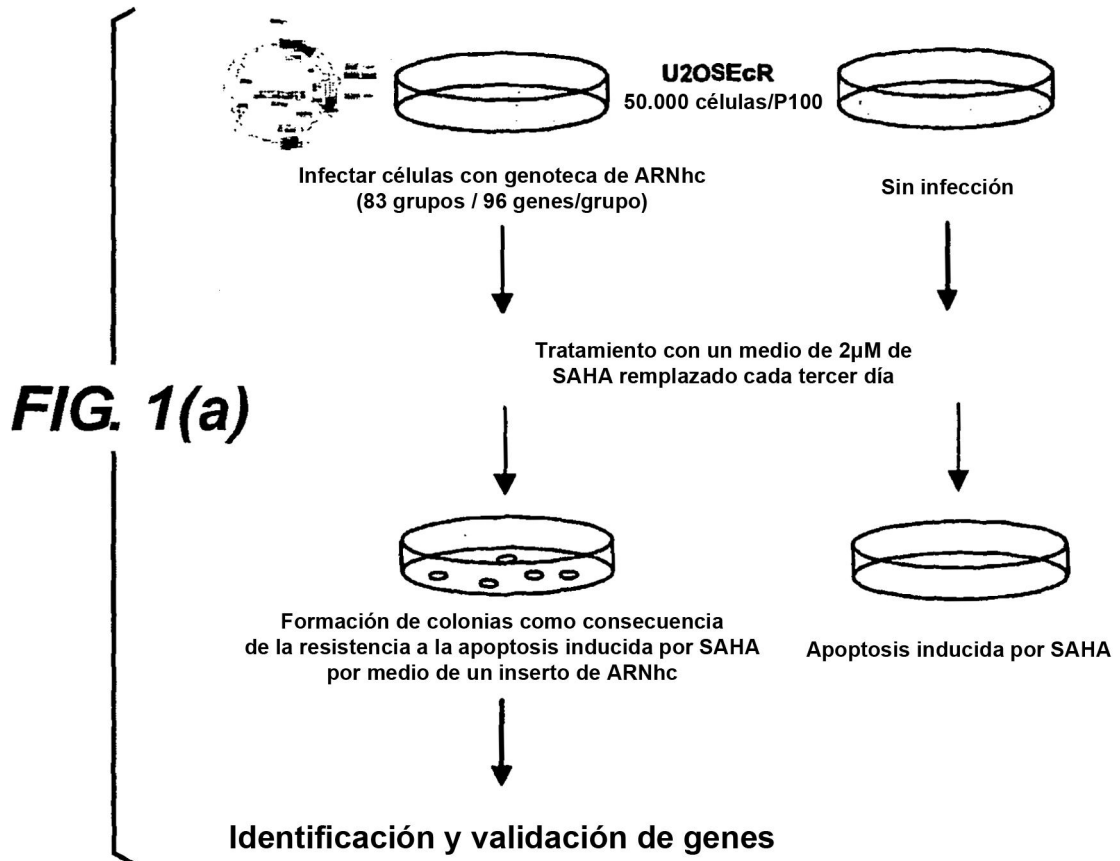 U2OSEcR
50.000 células/P100
Infectar células con genoteca de ARNhc
(83 grupos / 96 genes/grupo)
Sin infección
Tratamiento con un medio de 2µM de
SAHA remplazado cada tercer día
FIG. 1(a)
Formación de colonias como consecuencia
de la resistencia a la apoptosis inducida por SAHA
por medio de un inserto de ARNhc
Apoptosis inducida por SAHA
Identificación y validación de genes